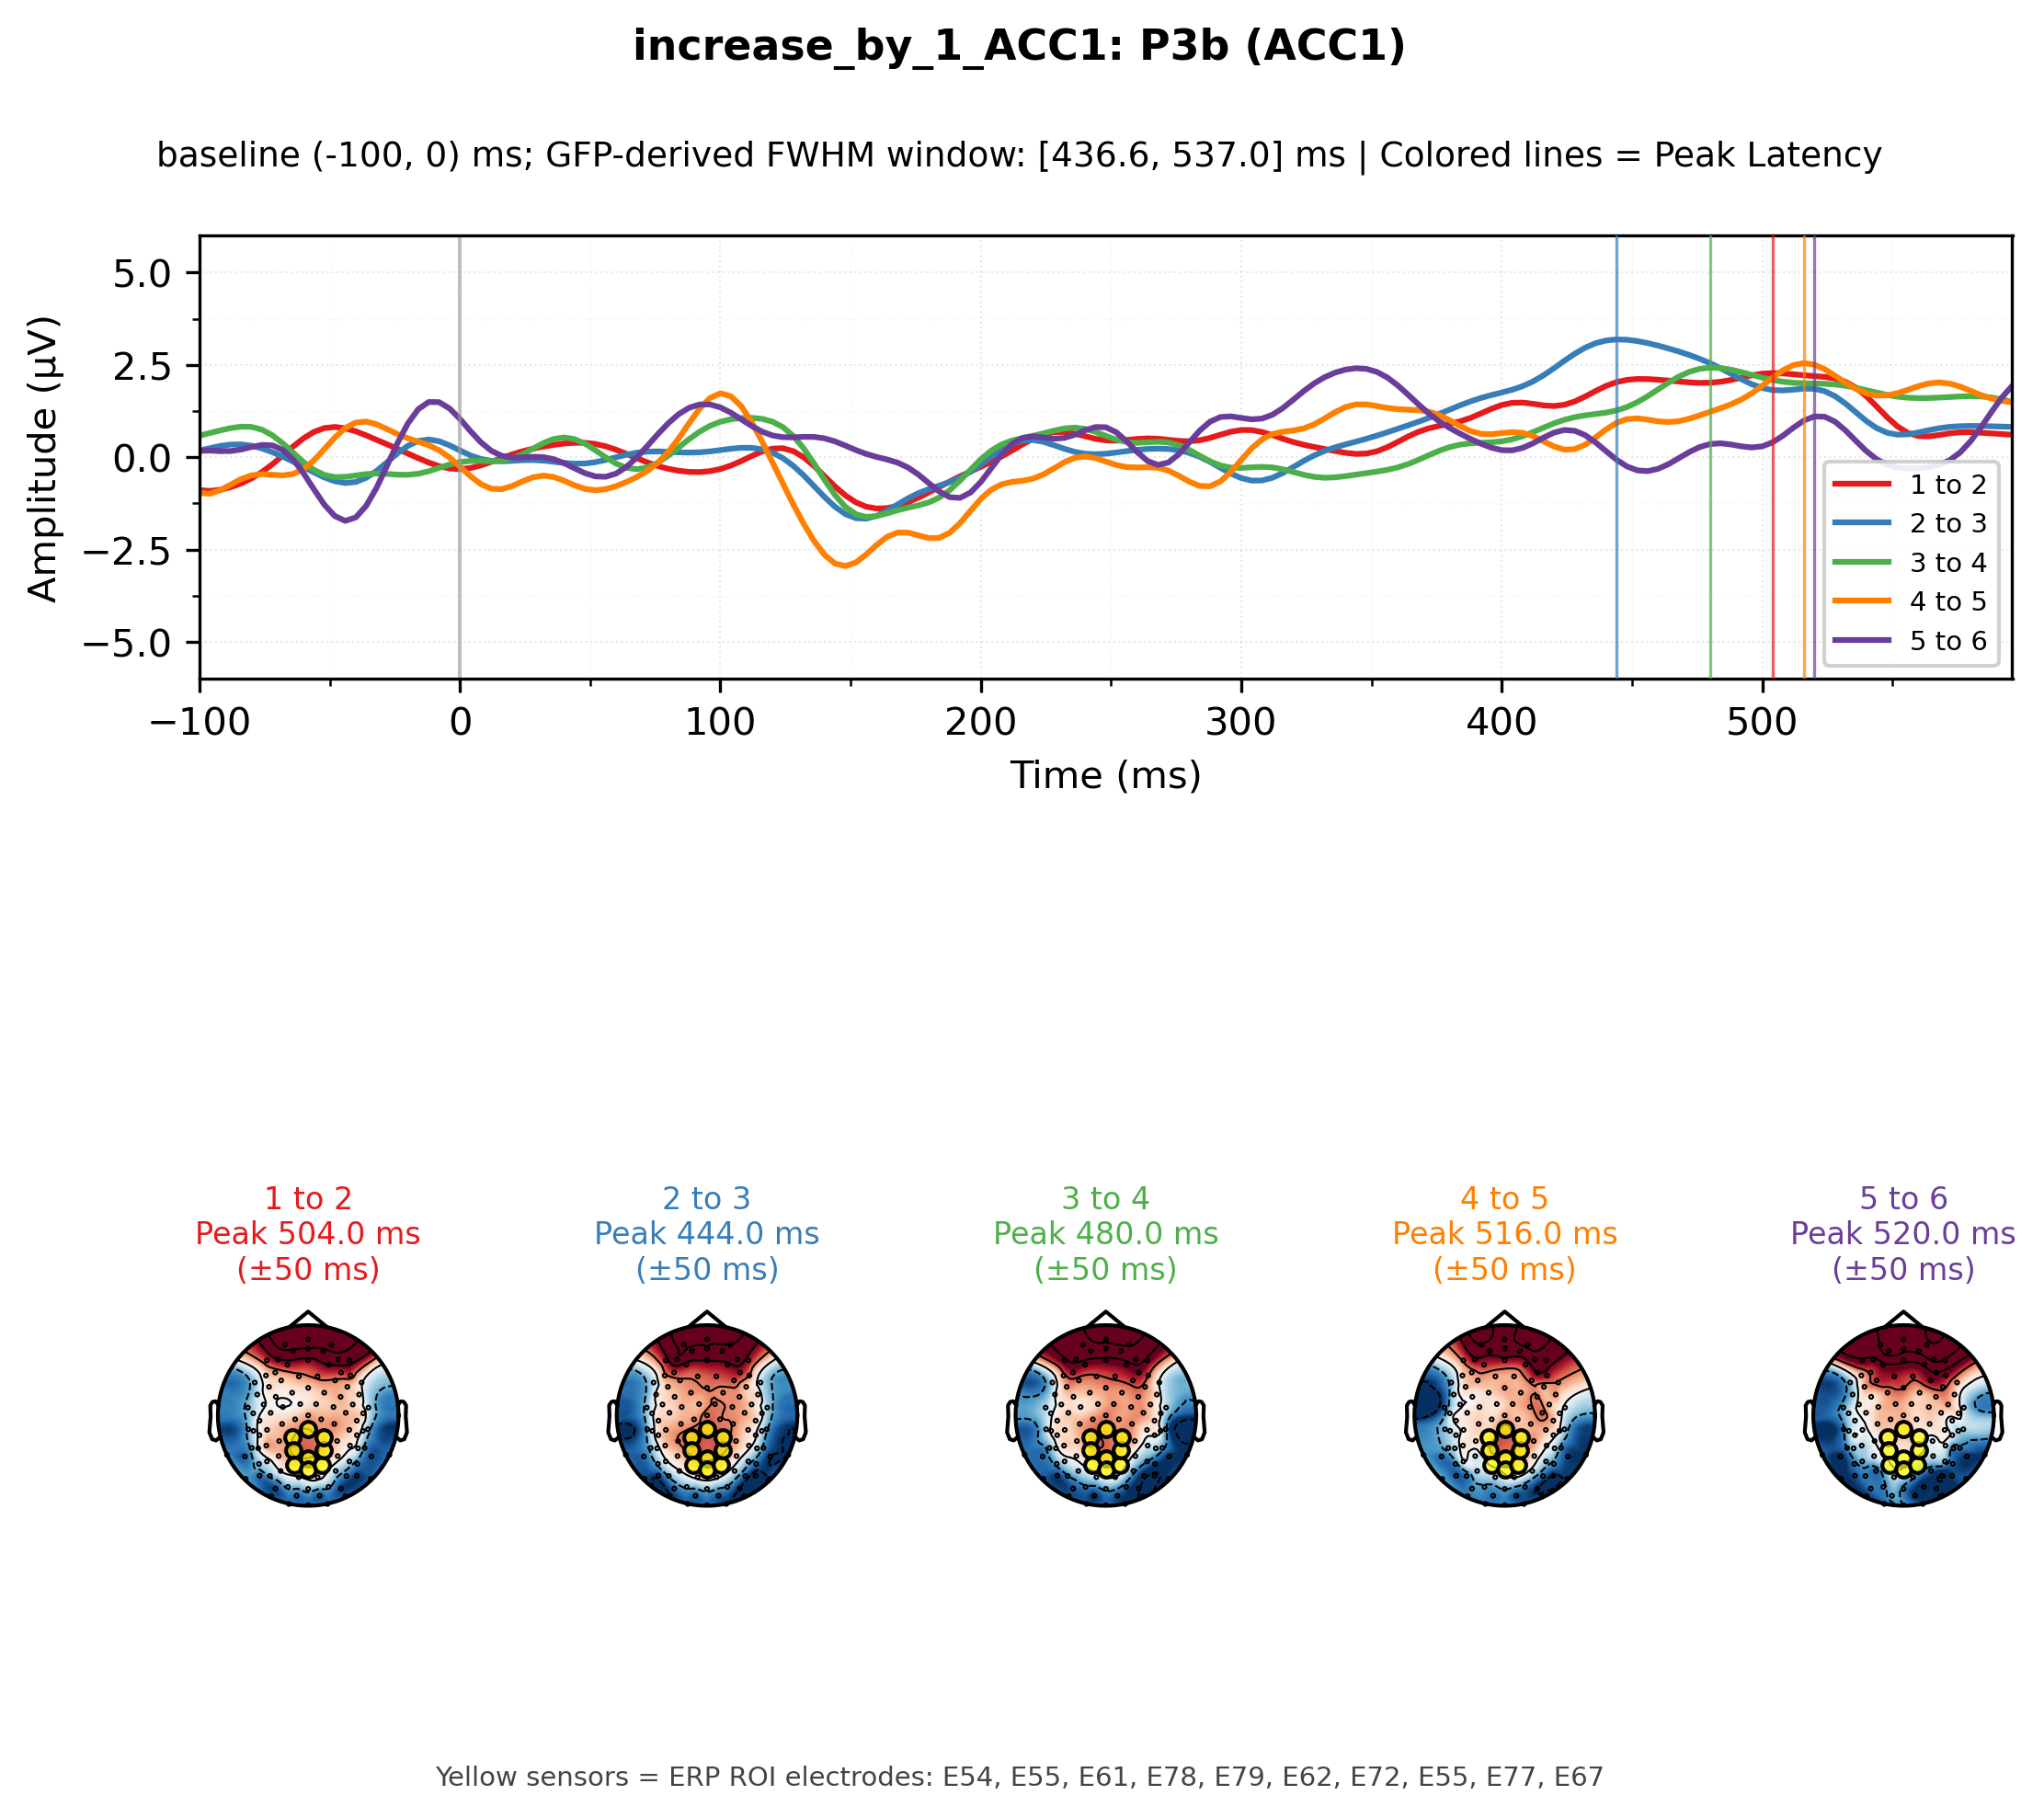 increase_by_1_ACC1: P3b (ACC1)
baseline (-100, 0) ms; GFP-derived FWHM window: [436.6, 537.0] ms | Colored lines = Peak Latency
Amplitude (µV)
5.0
2.5
0.0
−2.5
−5.0
1 to 2
2 to 3
3 to 4
4 to 5
5 to 6
−100 0 100 200 300 400 500
Time (ms)
1 to 2
Peak 504.0 ms
(±50 ms)
2 to 3
Peak 444.0 ms
(±50 ms)
3 to 4
Peak 480.0 ms
(±50 ms)
4 to 5
Peak 516.0 ms
(±50 ms)
5 to 6
Peak 520.0 ms
(±50 ms)
Yellow sensors = ERP ROI electrodes: E54, E55, E61, E78, E79, E62, E72, E55, E77, E67